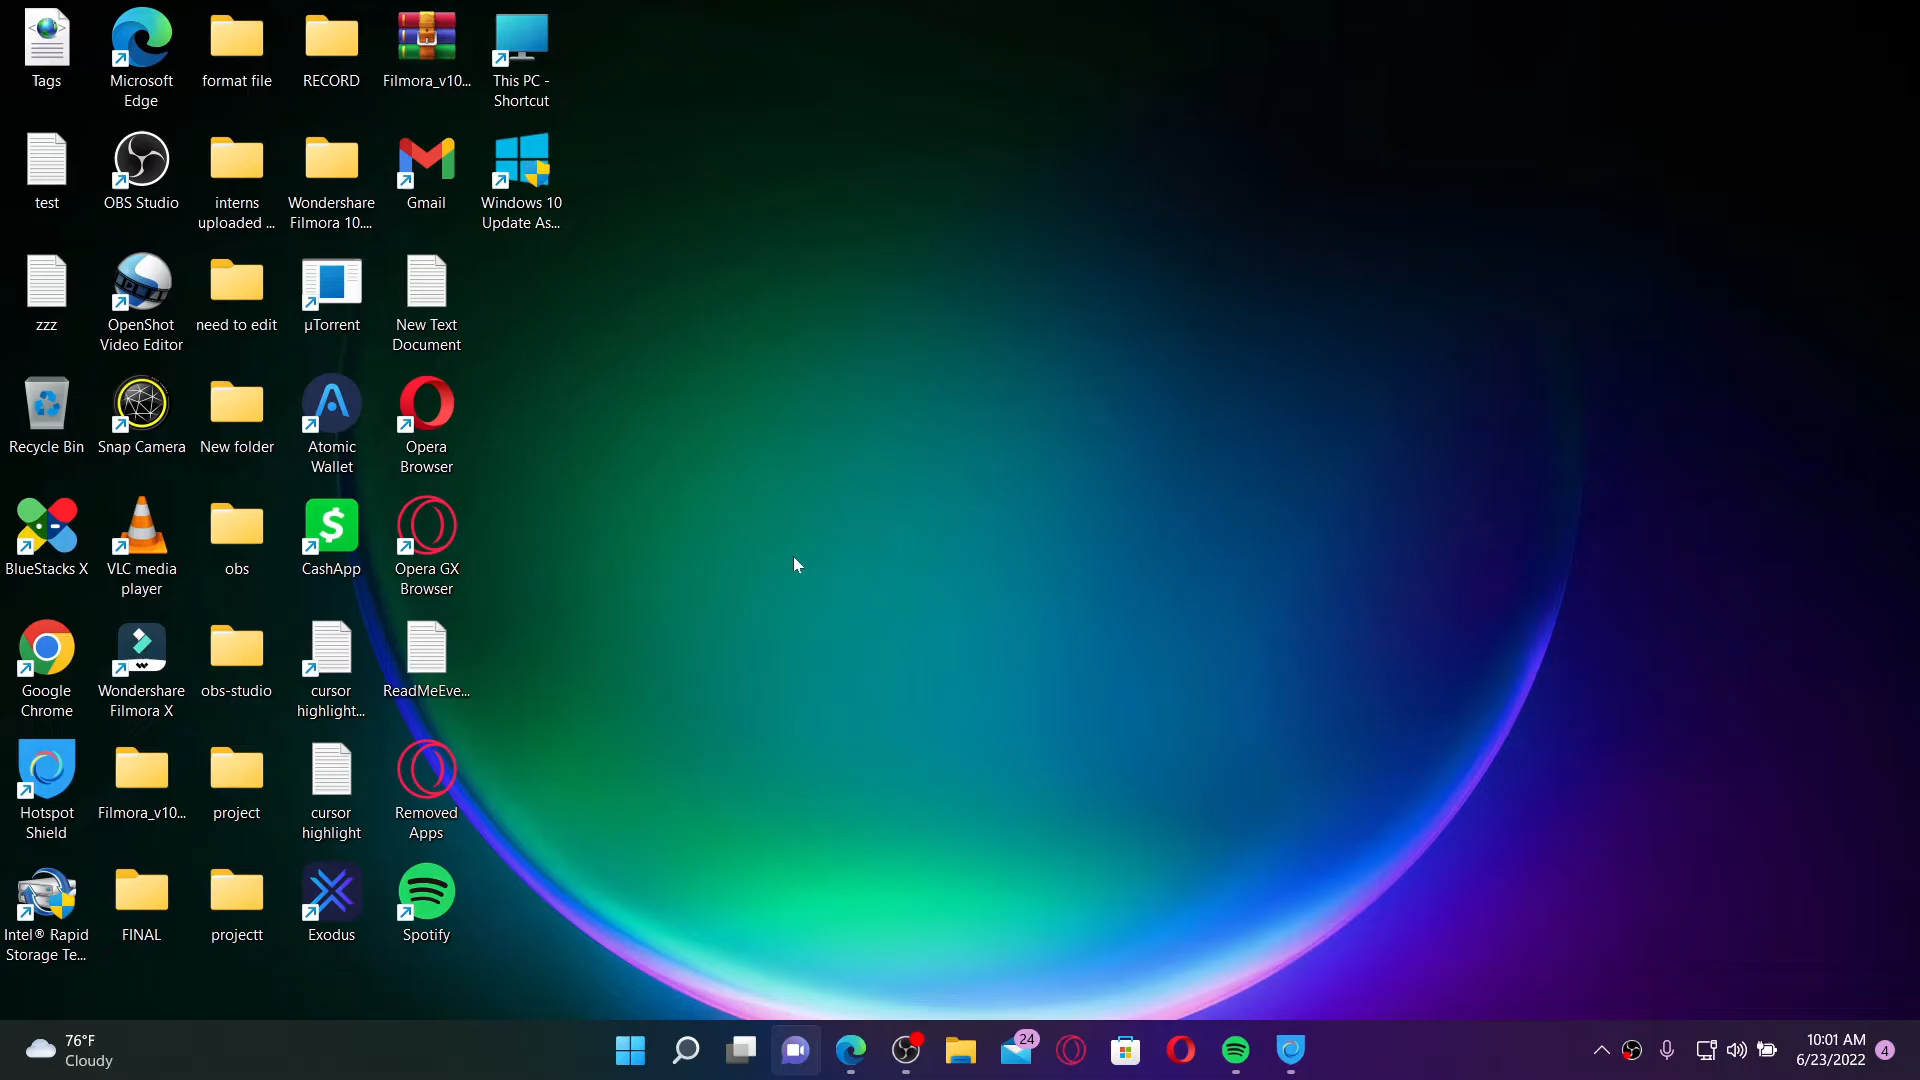 Tags
Microsoft
Edge
format file
RECORD
Filmora_v10...
This PC -
Shortcut
test
OBS Studio
interns
uploaded ...
Wondershare
Filmora 10....
Gmail
Windows 10
Update As...
zzz
OpenShot
Video Editor
need to edit
µTorrent
New Text
Document
Recycle Bin
Snap Camera
New folder
Atomic
Wallet
Opera
Browser
BlueStacks X
VLC media
player
obs
CashApp
Opera GX
Browser
Google
Chrome
Wondershare
Filmora X
obs-studio
cursor
highlight...
ReadMeEve...
Hotspot
Shield
Filmora_v10...
project
cursor
highlight
Removed
Apps
Intel® Rapid
Storage Te...
FINAL
projectt
Exodus
Spotify
76°F
Cloudy
24
10:01 AM
6/23/2022
4